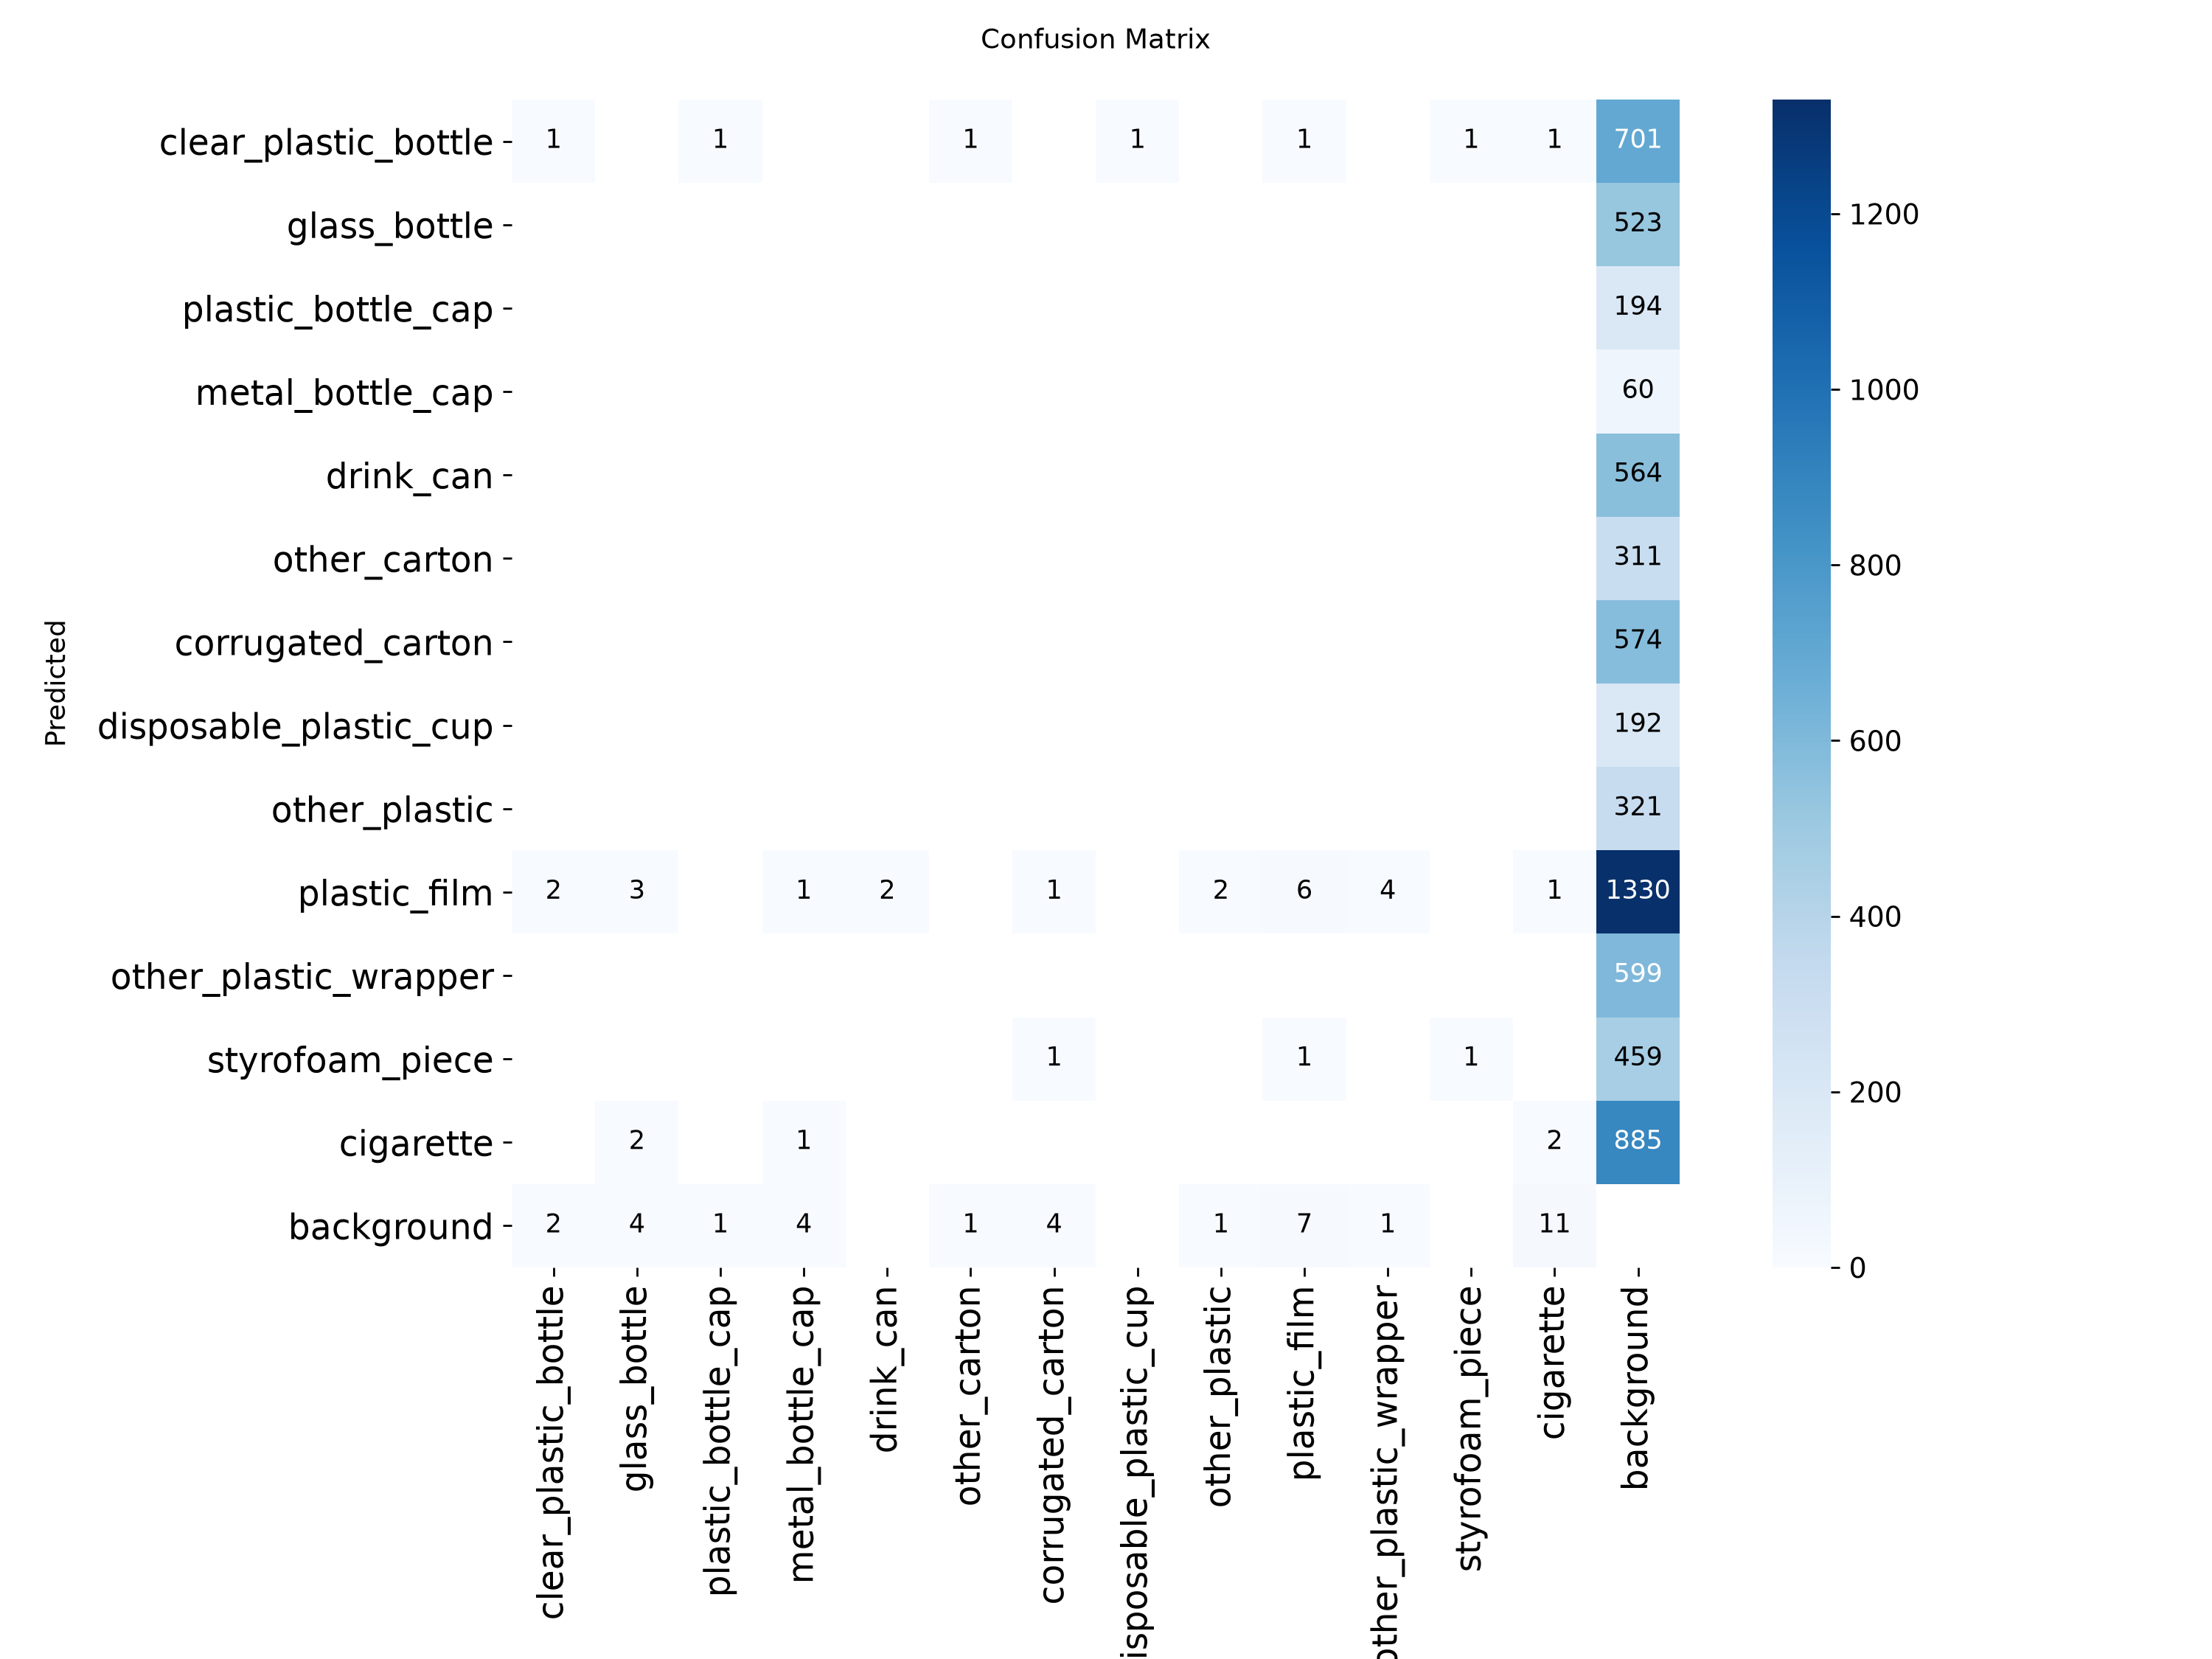 Confusion Matrix
clear_plastic_bottle 1 1 1 1 1 1 1 701
glass_bottle 523
plastic_bottle_cap 194
metal_bottle_cap 60
drink_can 564
other_carton 311
corrugated_carton 574
disposable_plastic_cup 192
other_plastic 321
plastic_film 2 3 1 2 1 2 6 4 1 1330
other_plastic_wrapper 599
styrofoam_piece 1 1 1 459
cigarette 2 1 2 885
background 2 4 1 4 1 4 1 7 1 11
Predicted
clear_plastic_bottle
glass_bottle
plastic_bottle_cap
metal_bottle_cap
drink_can
other_carton
corrugated_carton
isposable_plastic_cup
other_plastic
plastic_film
other_plastic_wrapper
styrofoam_piece
cigarette
background
1200
1000
800
600
400
200
0